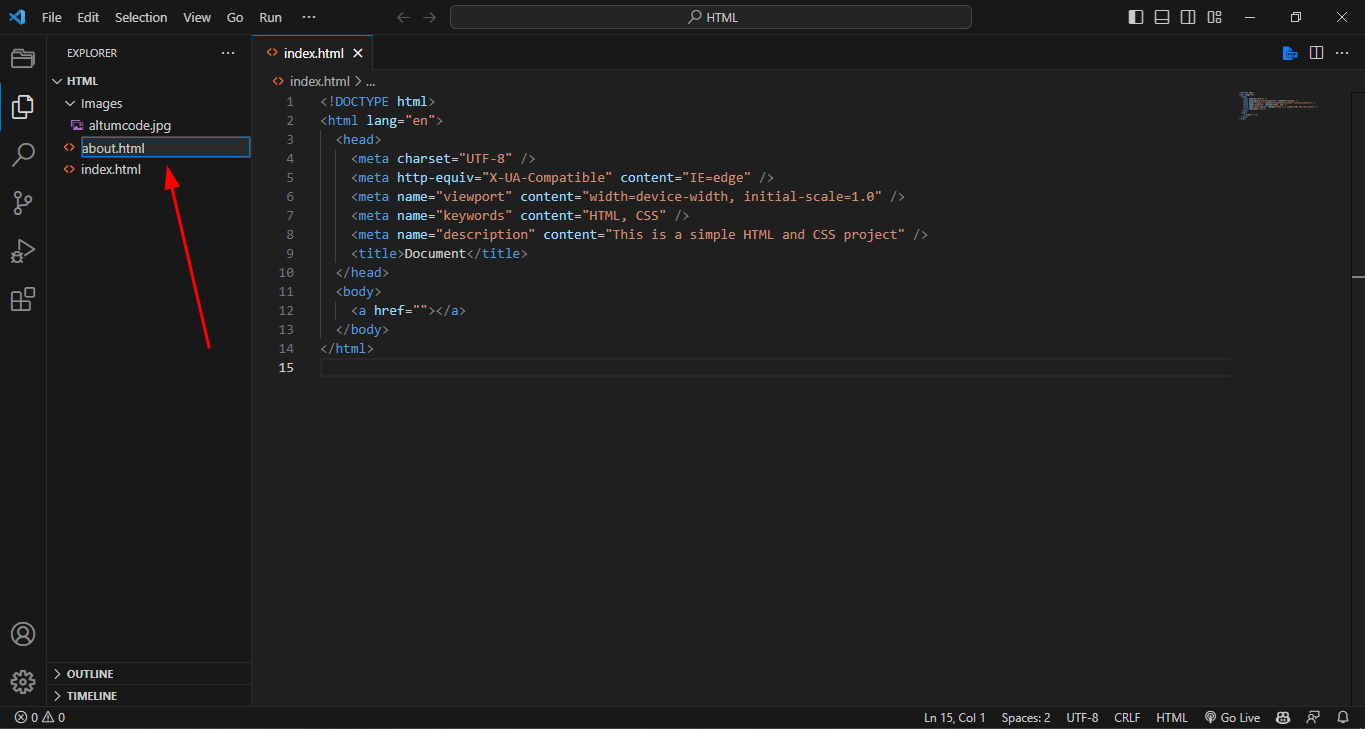 File Edit Selection View Go Run ···
HTML
EXPLORER ···
HTML
Images
altumcode.jpg
about.html
index.html
OUTLINE
TIMELINE
index.html
index.html > ...
1 <!DOCTYPE html>
2 <html lang="en">
3 <head>
4 <meta charset="UTF-8" />
5 <meta http-equiv="X-UA-Compatible" content="IE=edge" />
6 <meta name="viewport" content="width=device-width, initial-scale=1.0" />
7 <meta name="keywords" content="HTML, CSS" />
8 <meta name="description" content="This is a simple HTML and CSS project" />
9 <title>Document</title>
10 </head>
11 <body>
12 <a href=""></a>
13 </body>
14 </html>
15
0 0
Ln 15, Col 1 Spaces: 2 UTF-8 CRLF HTML Go Live